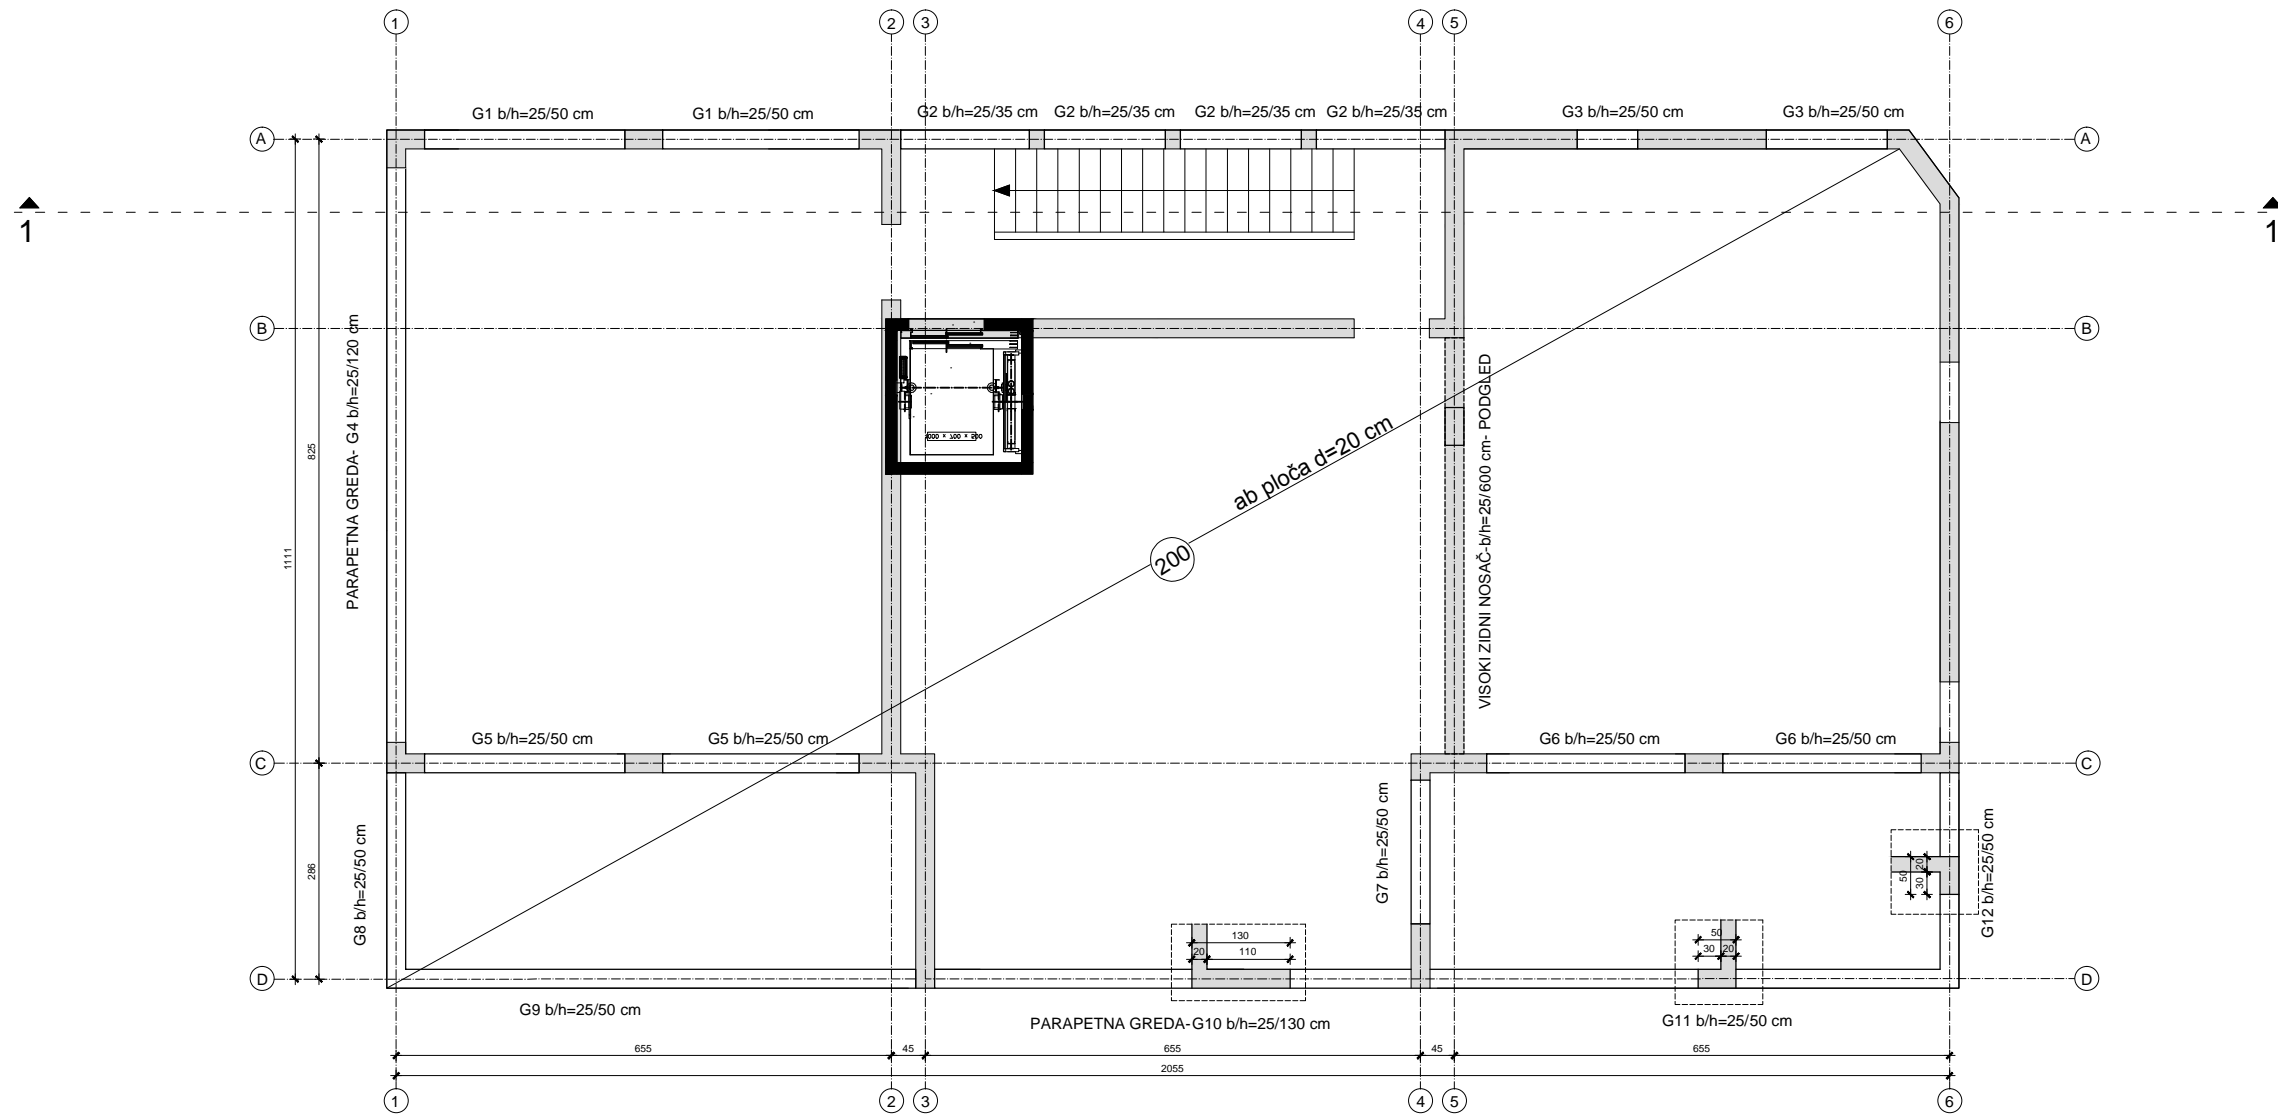 1 2 3 4 5 6
G1 b/h=25/50 cm
G1 b/h=25/50 cm
G2 b/h=25/35 cm
G2 b/h=25/35 cm
G2 b/h=25/35 cm
G2 b/h=25/35 cm
G3 b/h=25/50 cm
G3 b/h=25/50 cm
A
A
1
1
B
B
PARAPETNA GREDA- G4 b/h=25/120 cm
VISOKI ZIDNI NOSAČ-b/h=25/600 cm- PODGLED
825
1111
ab ploča d=20 cm
200
G5 b/h=25/50 cm
G5 b/h=25/50 cm
G6 b/h=25/50 cm
G6 b/h=25/50 cm
C
C
286
G8 b/h=25/50 cm
G7 b/h=25/50 cm
G12 b/h=25/50 cm
20
50
30
130
20
110
50
30
20
D
D
G9 b/h=25/50 cm
PARAPETNA GREDA-G10 b/h=25/130 cm
G11 b/h=25/50 cm
655
45
655
45
655
2055
1 2 3 4 5 6